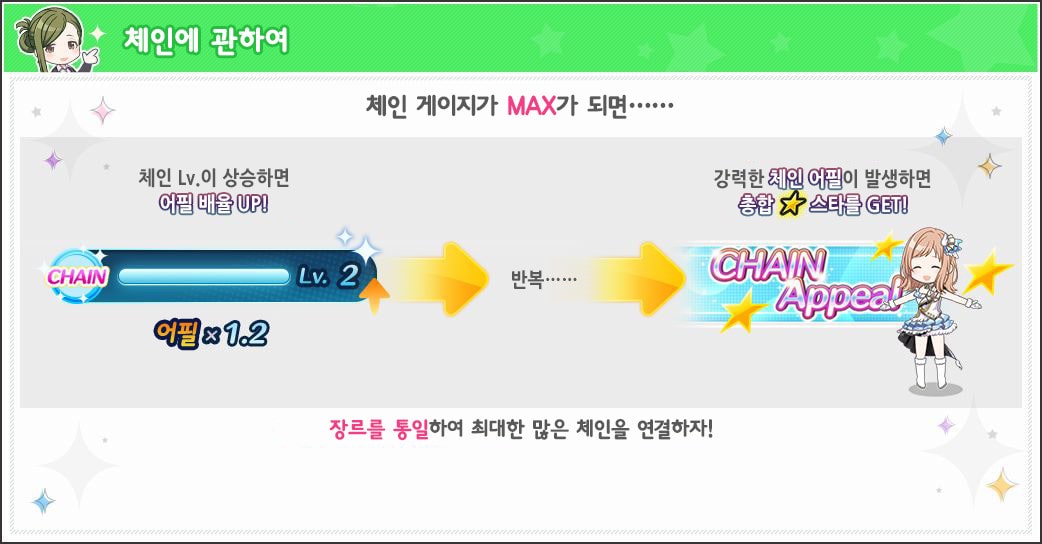 체인에 관하여
체인 게이지가 MAX가 되면……
체인 Lv.이 상승하면
어필 배율 UP!
CHAIN
Lv. 2
어필 × 1.2
반복……
강력한 체인 어필이 발생하면
총합 ★ 스타를 GET!
CHAIN
Appeal
장르를 통일하여 최대한 많은 체인을 연결하자!